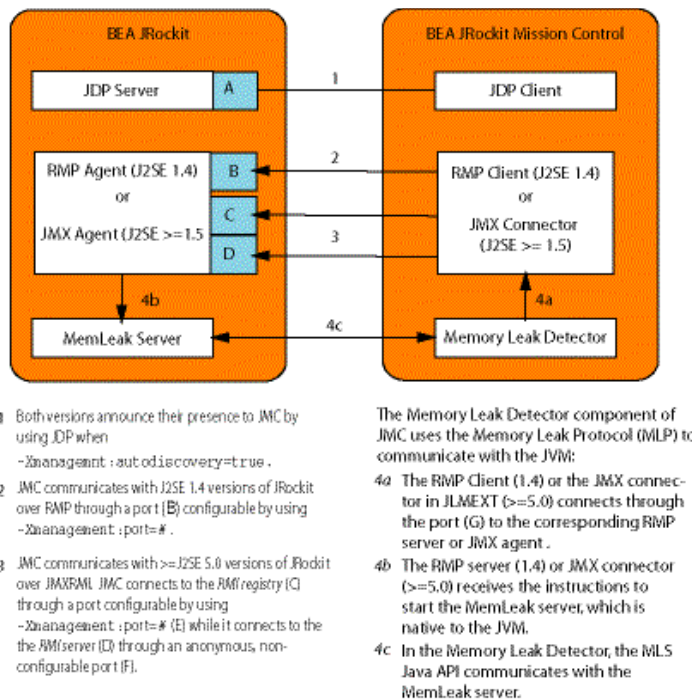 BEA JRockit
BEA JRockit Mission Control
JDP Server
A
1
JDP Client
RMP Agent (J2SE 1.4)
or
JMX Agent (J2SE >=1.5
B
C
D
2
3
RMP Client (J2SE 1.4)
or
JMX Connector
(J2SE >= 1.5)
4b
4a
MemLeak Server
4c
Memory Leak Detector
Both versions announce their presence to JMC by
using JDP when
-Xmanagemnt:autodiscovery=true.
2 JMC communicates with J2SE 1.4 versions of JRockit
over RMP through a port (B) configurable by using
-Xmanagement:port=#.
3 JMC communicates with >=J2SE 5.0 versions of JRockit
over JMXRMI. JMC connects to the RMI registry (C)
through a port configurable by using
-Xmanagement:port=# (E) while it connects to the
the RMI server (D) through an anonymous, non-
configurable port (F).
The Memory Leak Detector component of
JMC uses the Memory Leak Protocol (MLP) to
communicate with the JVM:
4a The RMP Client (1.4) or the JMX connec-
tor in JLMEXT (>=5.0) connects through
the port (G) to the corresponding RMP
server or JMX agent .
4b The RMP server (1.4) or JMX connector
(>=5.0) receives the instructions to
start the MemLeak server, which is
native to the JVM.
4c In the Memory Leak Detector, the MLS
Java API communicates with the
MemLeak server.